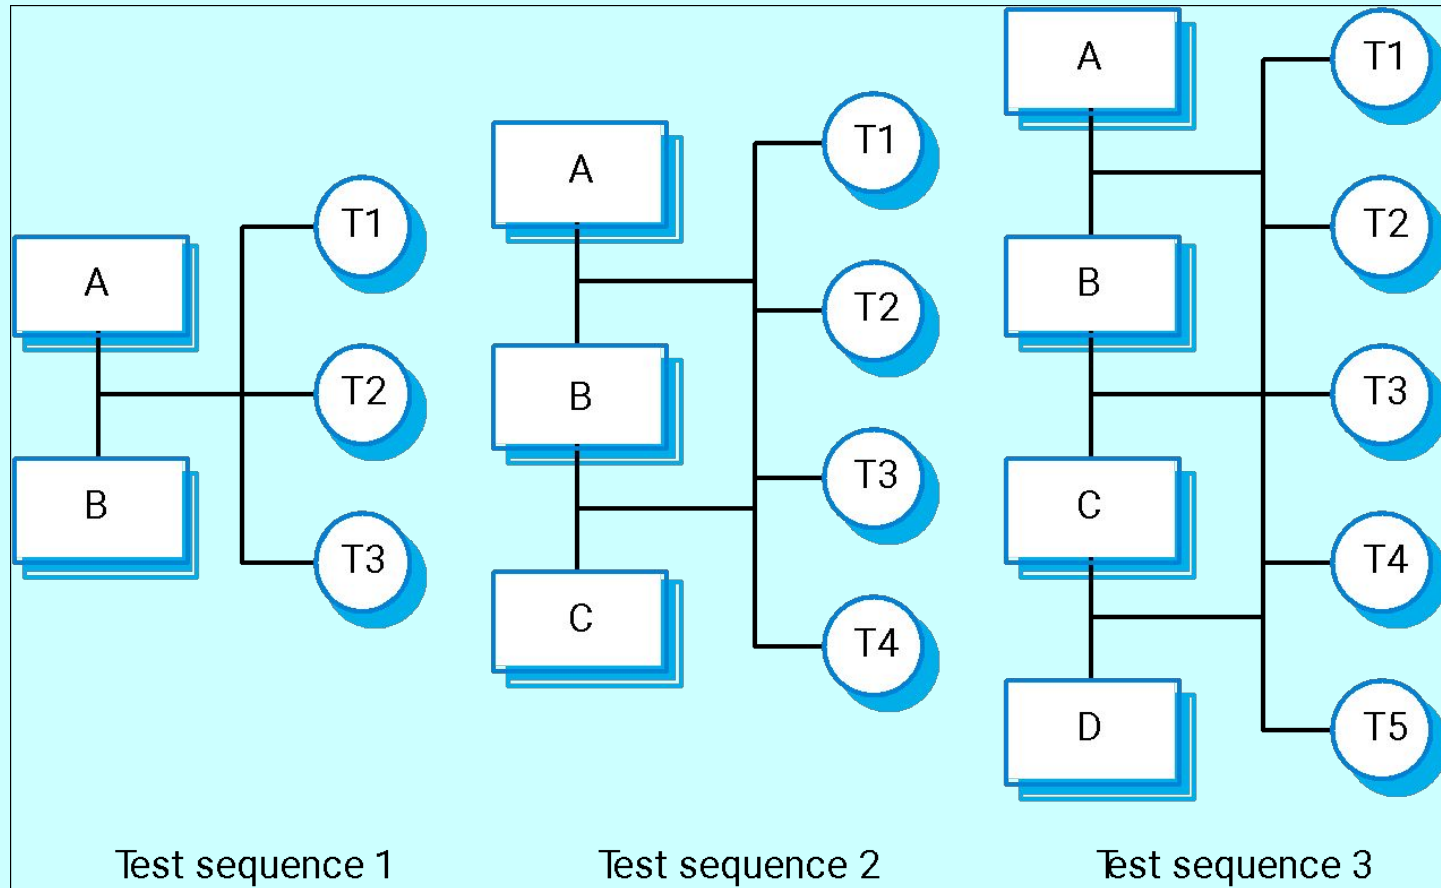 A
B
T1
T2
T3
Test sequence 1
A
B
C
T1
T2
T3
T4
Test sequence 2
A
B
C
D
T1
T2
T3
T4
T5
Test sequence 3